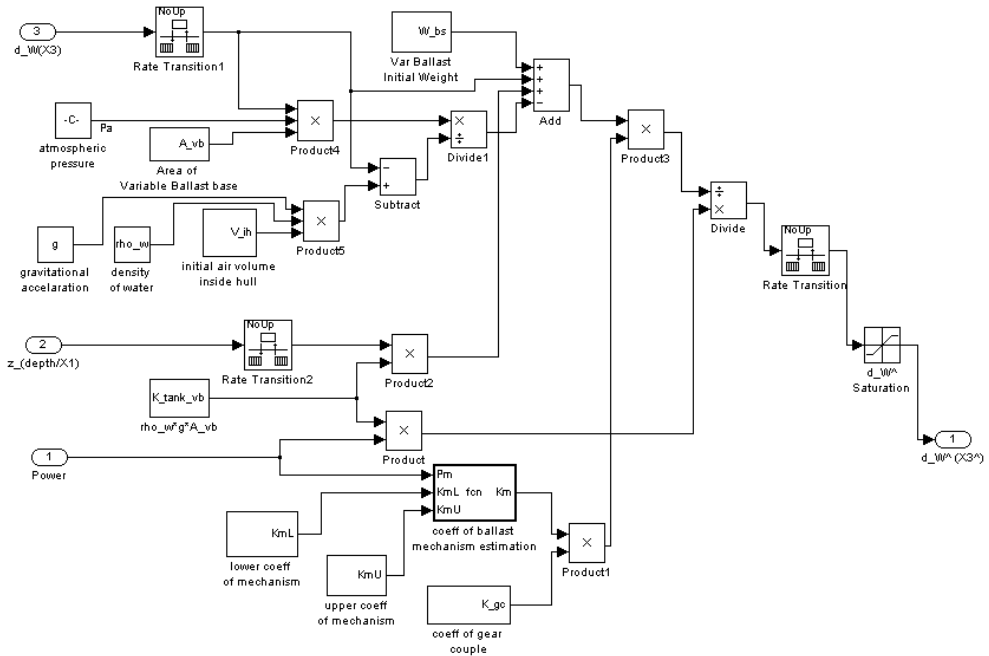 3
d_W(X3)
NoUp
Rate Transition1
W_bs
Var Ballast
Initial Weight
+
+
+
−
Add
-C-
Pa
atmospheric
pressure
A_vb
Area of
Variable Ballast base
×
Product4
×
÷
Divide1
−
+
Subtract
×
Product3
÷
×
Divide
g
gravitational
accelaration
rho_w
density
of water
V_ih
initial air volume
inside hull
×
Product5
NoUp
Rate Transition
2
z_(depth/X1)
NoUp
Rate Transition2
×
Product2
d_W^
Saturation
K_tank_vb
rho_w*g*A_vb
×
Product
1
Power
1
d_W^ (X3^)
Pm
KmL fcn Km
KmU
coeff of ballast
mechanism estimation
KmL
lower coeff
of mechanism
KmU
upper coeff
of mechanism
K_gc
coeff of gear
couple
×
Product1